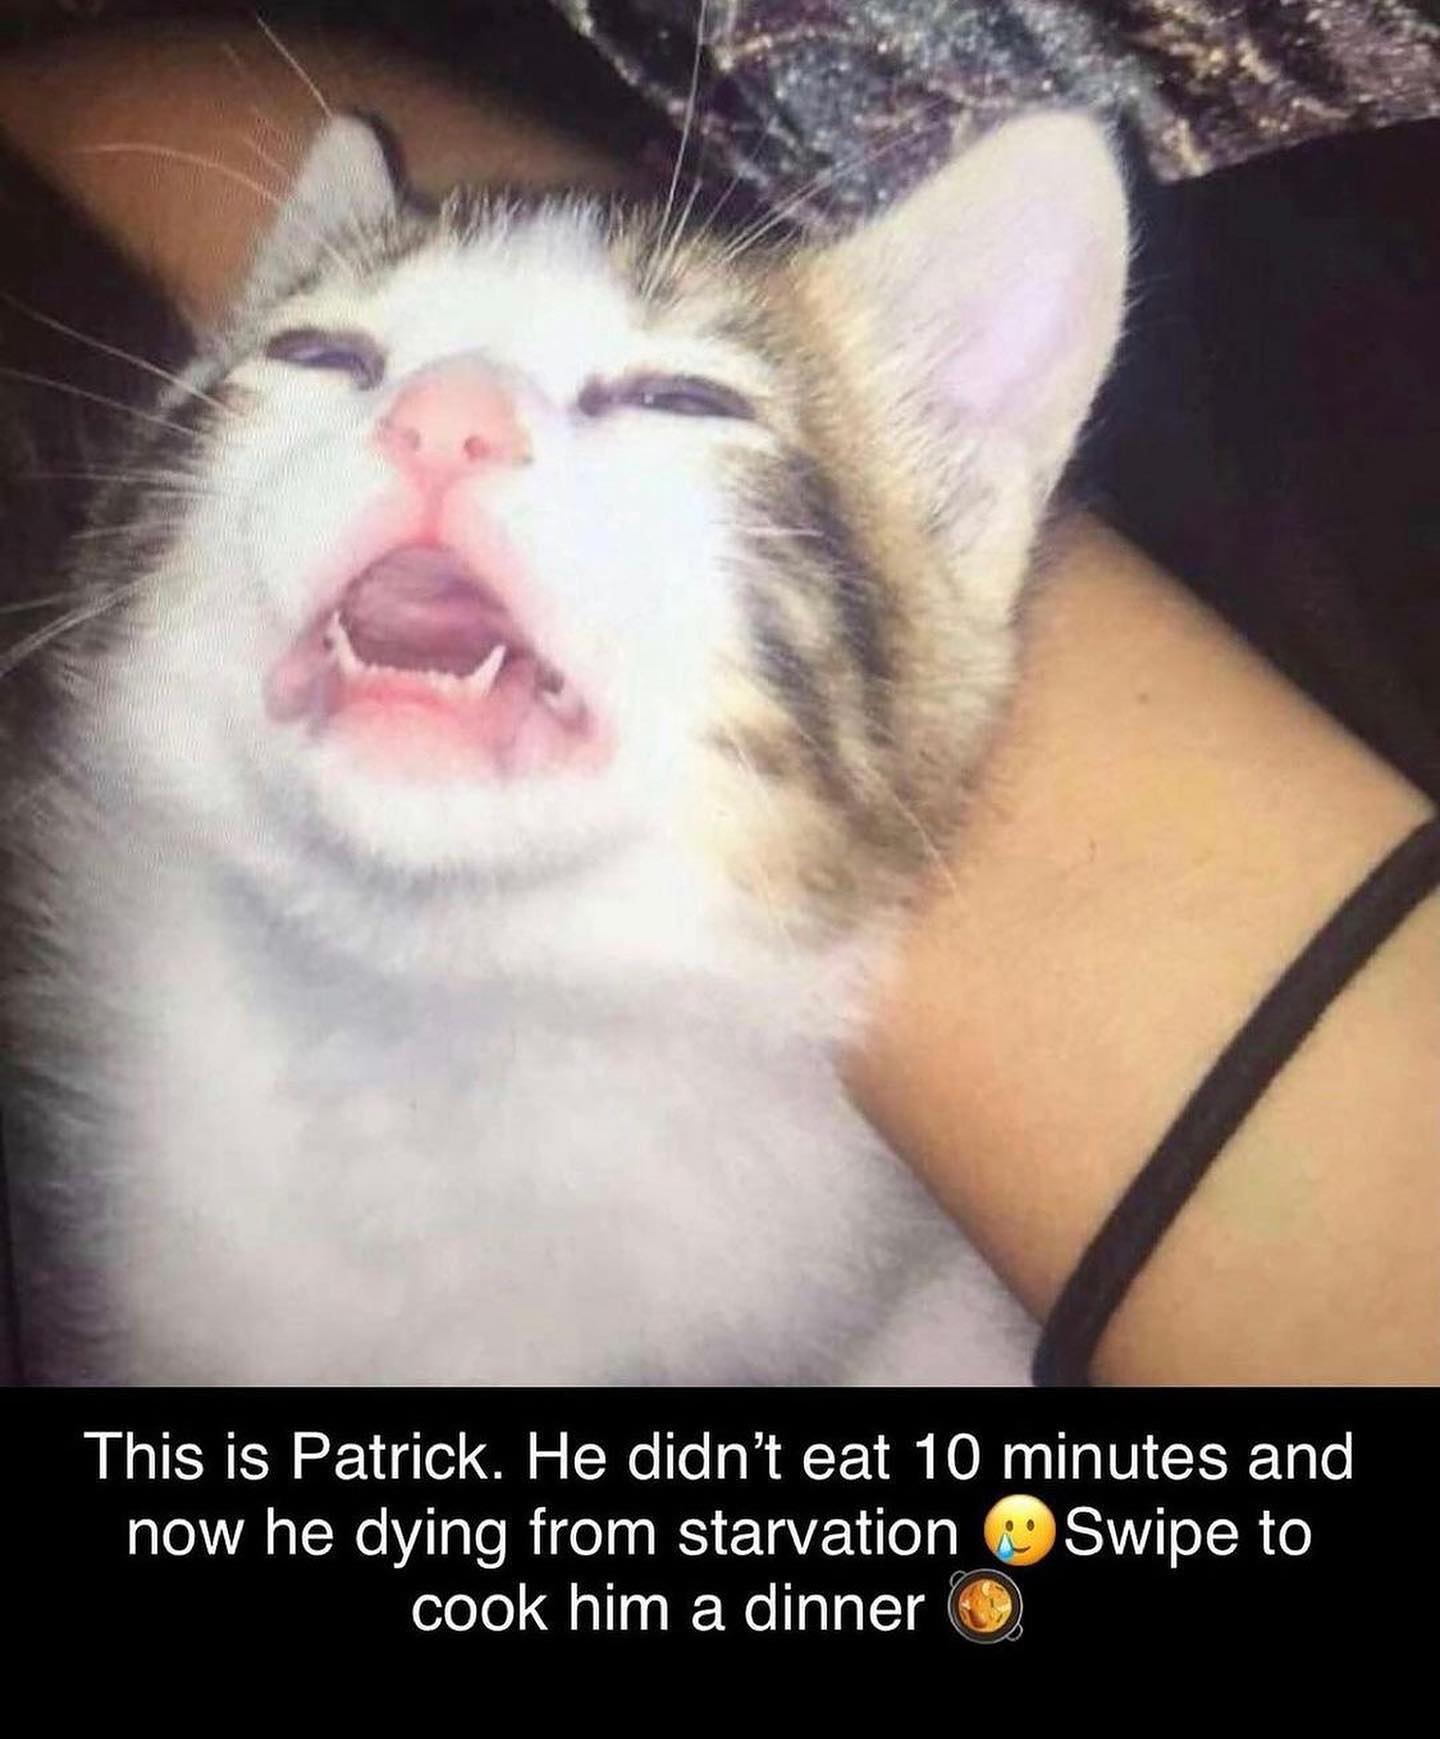 This is Patrick. He didn’t eat 10 minutes and
now he dying from starvation 🥲Swipe to
cook him a dinner 🥘